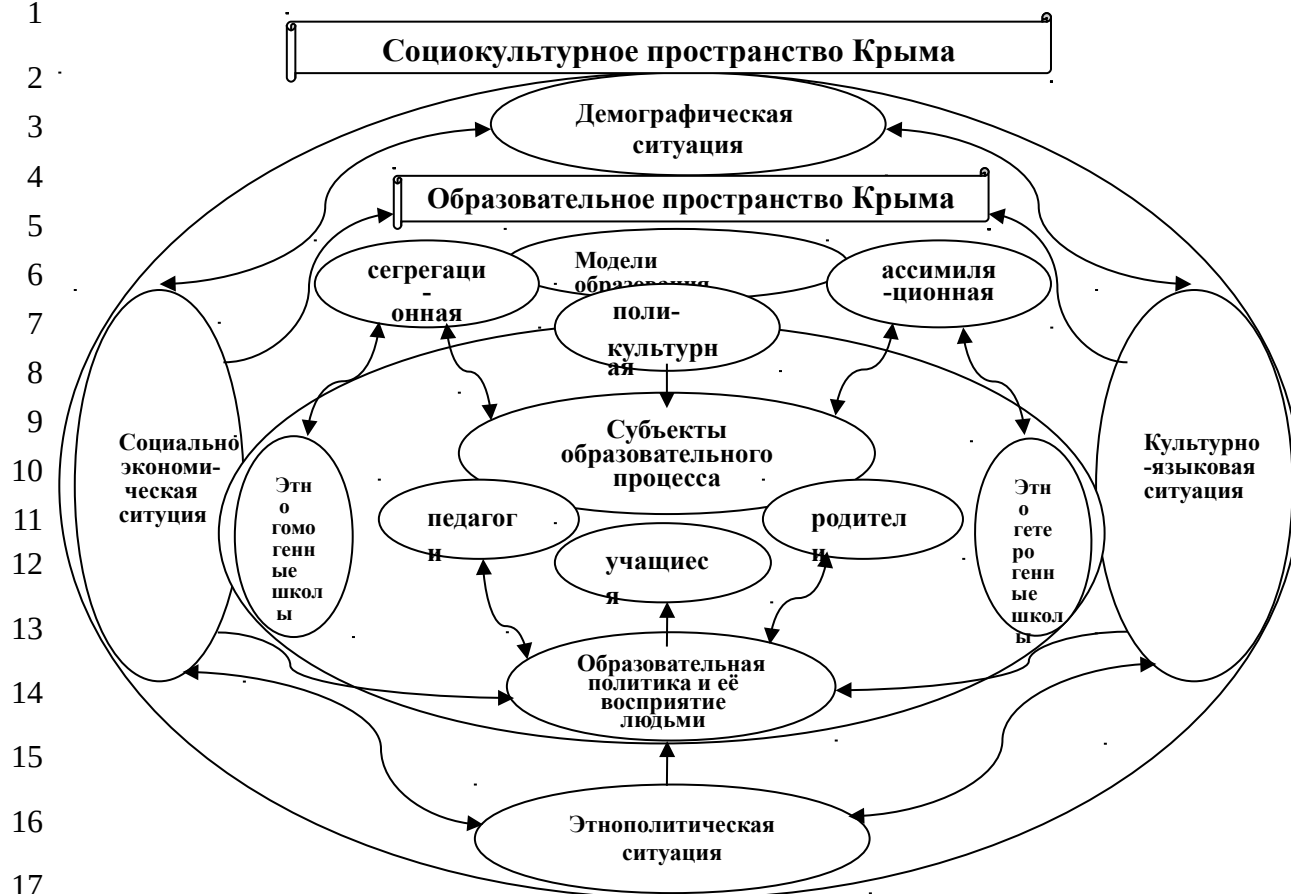 1
Социокультурное пространство Крыма
2
3
Демографическая
ситуация
4
Образовательное пространство Крыма
5
6
сегрегаци
-
онная
Модели
образования
ассимиля
-ционная
7
поли-
культурн
ая
8
9
Субъекты
образовательного
процесса
Социально
экономи-
ческая
ситуция
Культурно
-языковая
ситуация
10
Этн
о
гомо
генн
ые
школ
ы
Этн
о
гете
ро
генн
ые
школ
ы
11
педагог
и
родител
и
12
учащиес
я
13
Образовательная
политика и её
восприятие
людьми
14
15
16
Этнополитическая
ситуация
17